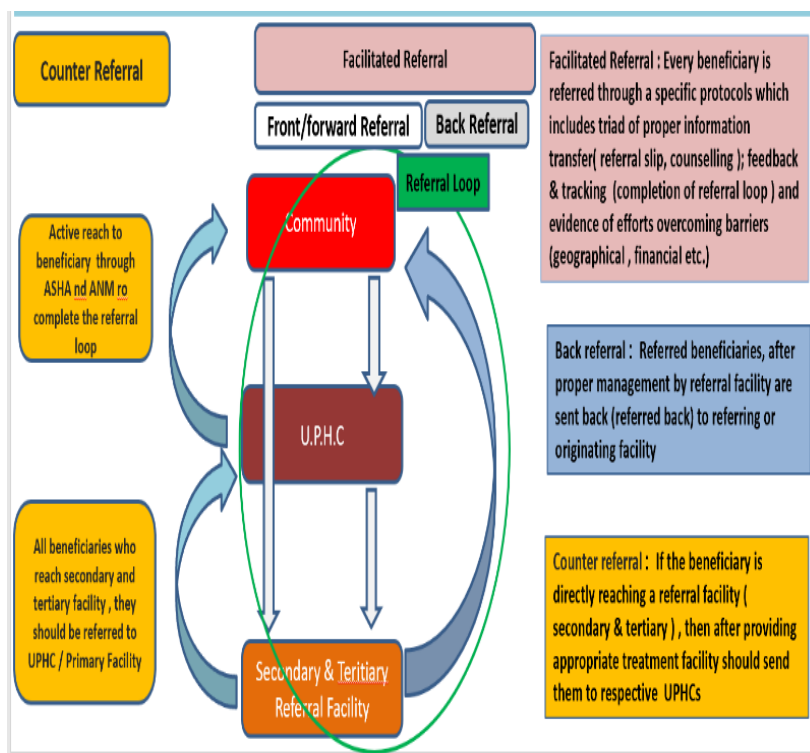 Counter Referral
Facilitated Referral
Front/forward Referral
Back Referral
Referral Loop
Community
Active reach to
beneficiary through
ASHA nd ANM ro
complete the referral
loop
U.P.H.C
All beneficiaries who
reach secondary and
tertiary facility , they
should be referred to
UPHC / Primary Facility
Secondary & Teritiary
Referral Facility
Facilitated Referral : Every beneficiary is
referred through a specific protocols which
includes triad of proper information
transfer( referral slip, counselling ); feedback
& tracking (completion of referral loop ) and
evidence of efforts overcoming barriers
(geographical , financial etc.)
Back referral : Referred beneficiaries, after
proper management by referral facility are
sent back (referred back) to referring or
originating facility
Counter referral : If the beneficiary is
directly reaching a referral facility (
secondary & tertiary ) , then after providing
appropriate treatment facility should send
them to respective UPHCs